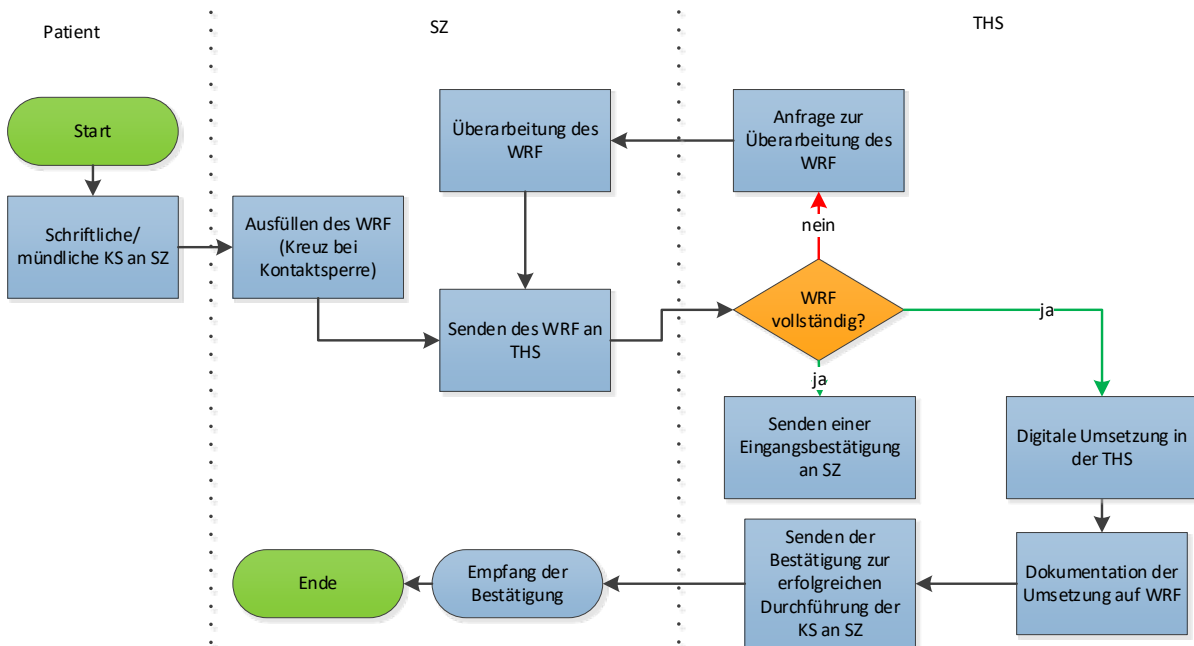 Patient
SZ
THS
Start
Schriftliche/
mündliche KS an SZ
Ausfüllen des WRF
(Kreuz bei
Kontaktsperre)
Überarbeitung des
WRF
Senden des WRF an
THS
Anfrage zur
Überarbeitung des
WRF
nein
WRF
vollständig?
ja
ja
Senden einer
Eingangsbestätigung
an SZ
Digitale Umsetzung in
der THS
Dokumentation der
Umsetzung auf WRF
Senden der
Bestätigung zur
erfolgreichen
Durchführung der
KS an SZ
Empfang der
Bestätigung
Ende